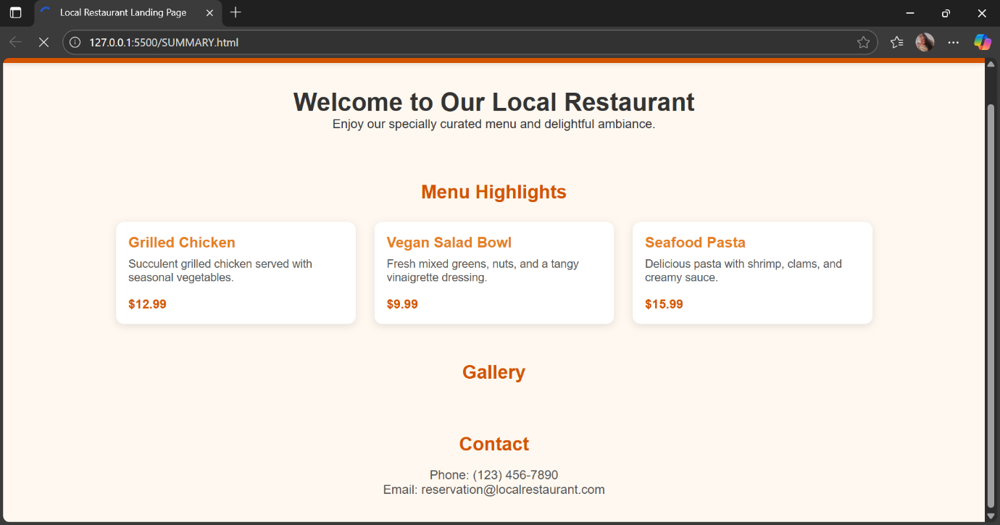 Local Restaurant Landing Page
127.0.0.1:5500/SUMMARY.html
Welcome to Our Local Restaurant
Enjoy our specially curated menu and delightful ambiance.
Menu Highlights
Grilled Chicken
Succulent grilled chicken served with
seasonal vegetables.
$12.99
Vegan Salad Bowl
Fresh mixed greens, nuts, and a tangy
vinaigrette dressing.
$9.99
Seafood Pasta
Delicious pasta with shrimp, clams, and
creamy sauce.
$15.99
Gallery
Contact
Phone: (123) 456-7890
Email: reservation@localrestaurant.com